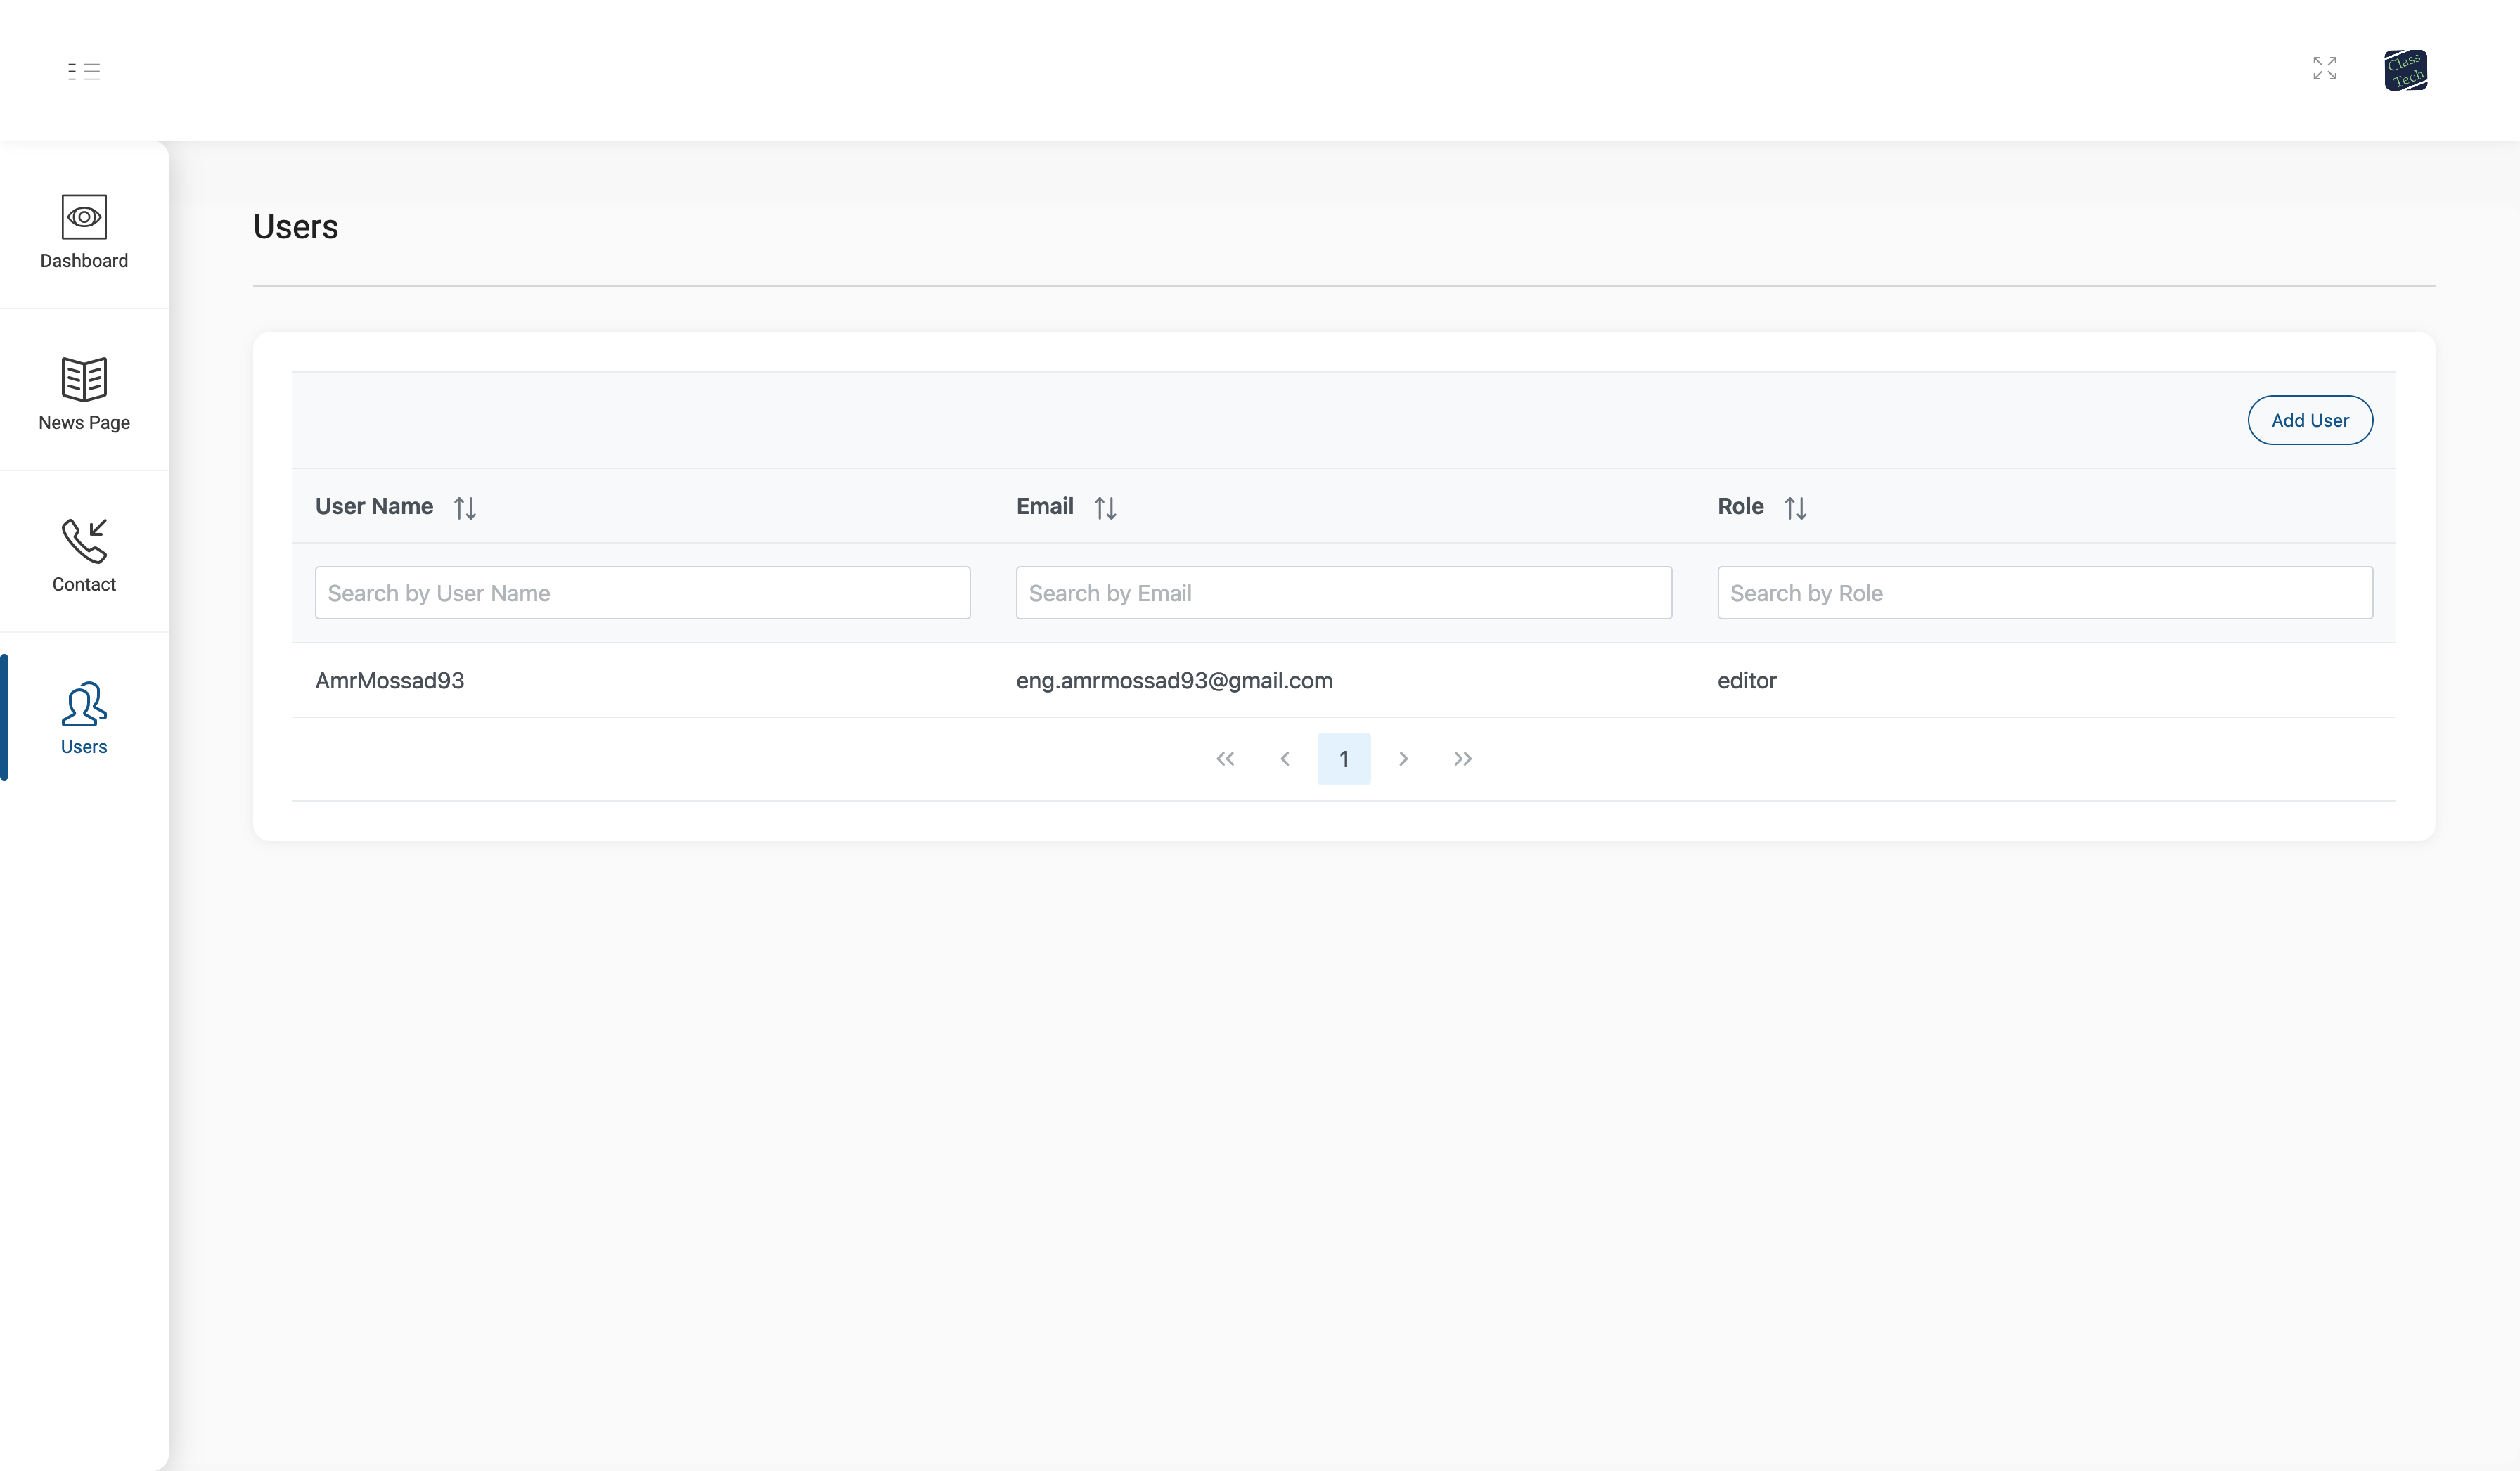 Class
Tech
Dashboard
News Page
Contact
Users
Users
Add User
User Name Email Role
Search by User Name Search by Email Search by Role
AmrMossad93 eng.amrmossad93@gmail.com editor
1